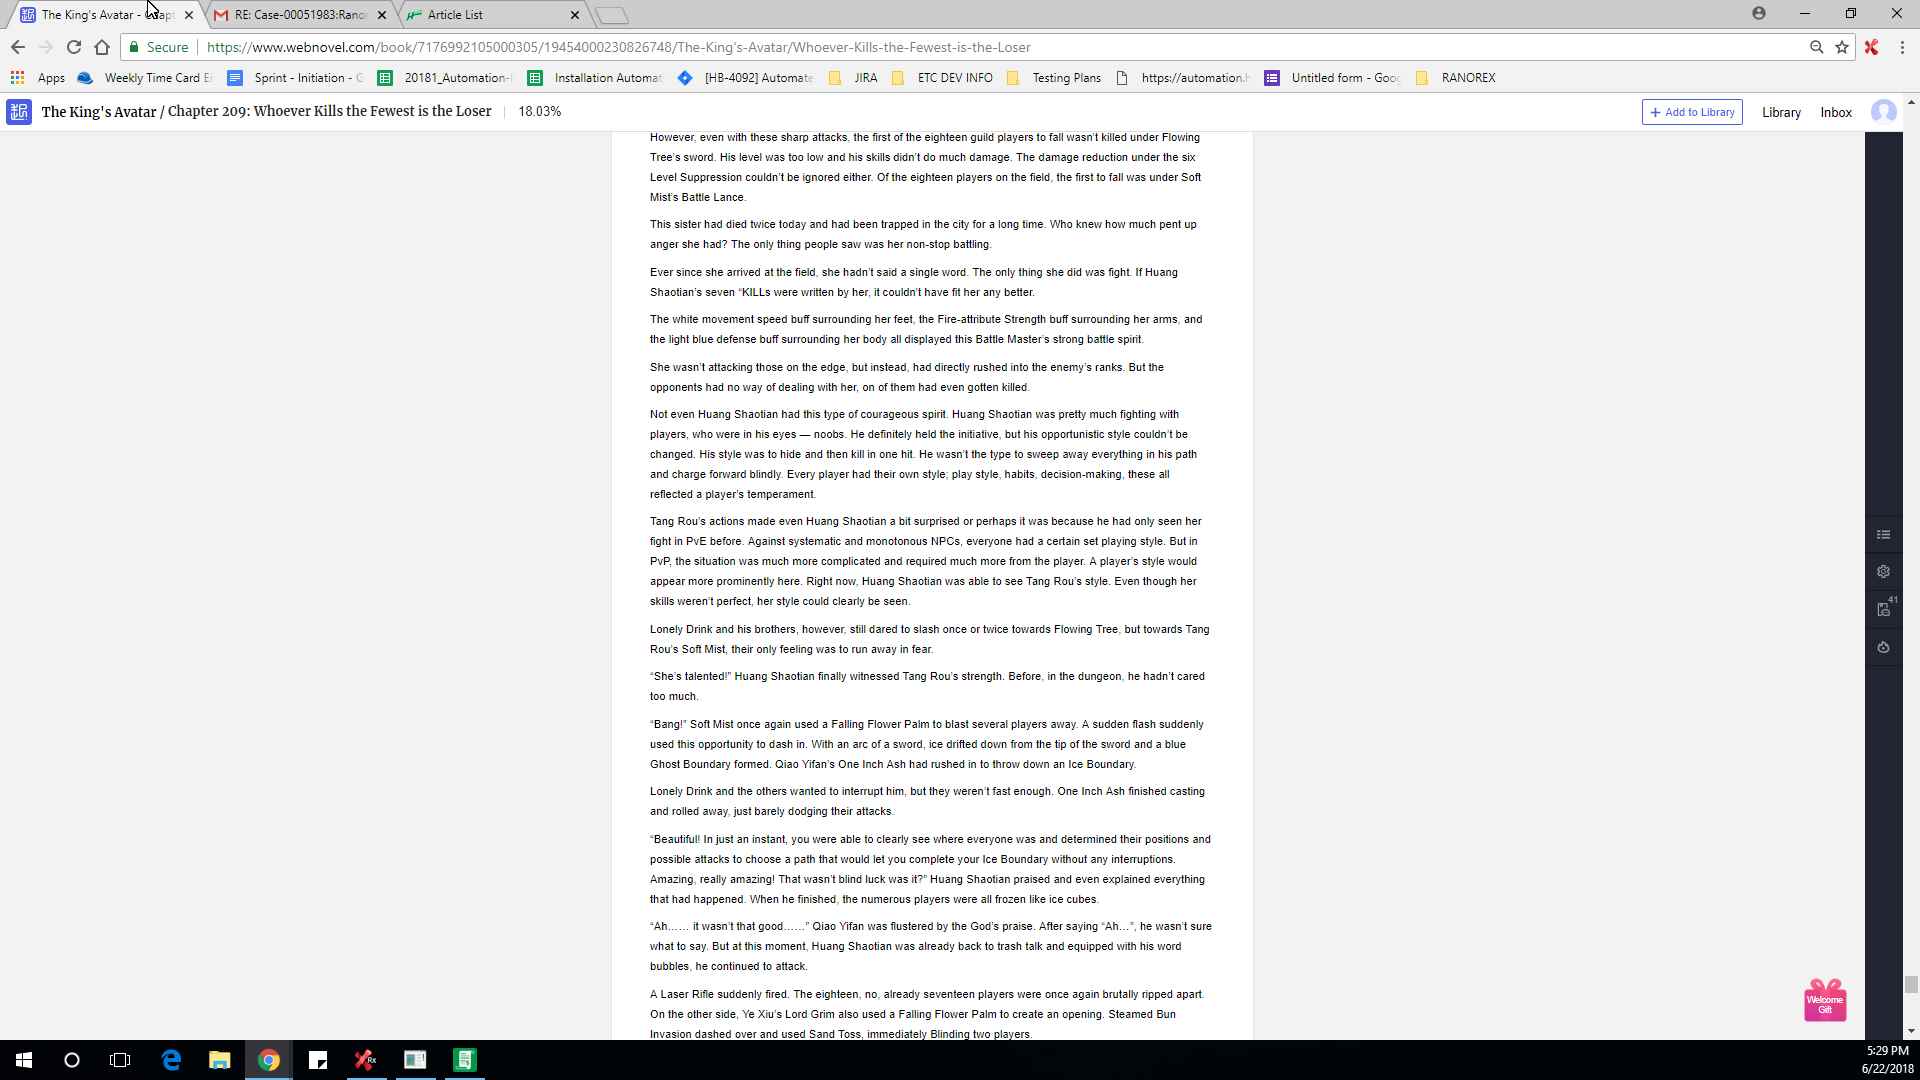 The King's Avatar - Chapt
RE: Case-00051983:Rano
Article List
Secure
https://www.webnovel.com/book/7176992105000305/19454000230826748/The-King's-Avatar/Whoever-Kills-the-Fewest-is-the-Loser
Apps
Weekly Time Card E
Sprint - Initiation - G
20181_Automation-
Installation Automat
[HB-4092] Automate
JIRA
ETC DEV INFO
Testing Plans
https://automation.h
Untitled form - Goo
RANOREX
The King's Avatar / Chapter 209: Whoever Kills the Fewest is the Loser
18.03%
+ Add to Library
Library
Inbox
However, even with these sharp attacks, the first of the eighteen guild players to fall wasn't killed under Flowing
Tree's sword. His level was too low and his skills didn't do much damage. The damage reduction under the six
Level Suppression couldn't be ignored either. Of the eighteen players on the field, the first to fall was under Soft
Mist's Battle Lance.
This sister had died twice today and had been trapped in the city for a long time. Who knew how much pent up
anger she had? The only thing people saw was her non-stop battling.
Ever since she arrived at the field, she hadn't said a single word. The only thing she did was fight. If Huang
Shaotian's seven “KILLs were written by her, it couldn't have fit her any better.
The white movement speed buff surrounding her feet, the Fire-attribute Strength buff surrounding her arms, and
the light blue defense buff surrounding her body all displayed this Battle Master's strong battle spirit.
She wasn't attacking those on the edge, but instead, had directly rushed into the enemy's ranks. But the
opponents had no way of dealing with her, on of them had even gotten killed.
Not even Huang Shaotian had this type of courageous spirit. Huang Shaotian was pretty much fighting with
players, who were in his eyes — noobs. He definitely held the initiative, but his opportunistic style couldn't be
changed. His style was to hide and then kill in one hit. He wasn't the type to sweep away everything in his path
and charge forward blindly. Every player had their own style; play style, habits, decision-making, these all
reflected a player's temperament.
Tang Rou's actions made even Huang Shaotian a bit surprised or perhaps it was because he had only seen her
fight in PvE before. Against systematic and monotonous NPCs, everyone had a certain set playing style. But in
PvP, the situation was much more complicated and required much more from the player. A player's style would
appear more prominently here. Right now, Huang Shaotian was able to see Tang Rou's style. Even though her
skills weren't perfect, her style could clearly be seen.
Lonely Drink and his brothers, however, still dared to slash once or twice towards Flowing Tree, but towards Tang
Rou's Soft Mist, their only feeling was to run away in fear.
“She's talented!” Huang Shaotian finally witnessed Tang Rou's strength. Before, in the dungeon, he hadn't cared
too much.
“Bang!” Soft Mist once again used a Falling Flower Palm to blast several players away. A sudden flash suddenly
used this opportunity to dash in. With an arc of a sword, ice drifted down from the tip of the sword and a blue
Ghost Boundary formed. Qiao Yifan's One Inch Ash had rushed in to throw down an Ice Boundary.
Lonely Drink and the others wanted to interrupt him, but they weren't fast enough. One Inch Ash finished casting
and rolled away, just barely dodging their attacks.
“Beautiful! In just an instant, you were able to clearly see where everyone was and determined their positions and
possible attacks to choose a path that would let you complete your Ice Boundary without any interruptions.
Amazing, really amazing! That wasn't blind luck was it?” Huang Shaotian praised and even explained everything
that had happened. When he finished, the numerous players were all frozen like ice cubes.
“Ah…… it wasn't that good……” Qiao Yifan was flustered by the God's praise. After saying “Ah…”, he wasn't sure
what to say. But at this moment, Huang Shaotian was already back to trash talk and equipped with his word
bubbles, he continued to attack.
A Laser Rifle suddenly fired. The eighteen, no, already seventeen players were once again brutally ripped apart.
On the other side, Ye Xiu's Lord Grim also used a Falling Flower Palm to create an opening. Steamed Bun
Invasion dashed over and used Sand Toss, immediately Blinding two players.
41
Welcome
Gift
5:29 PM
6/22/2018